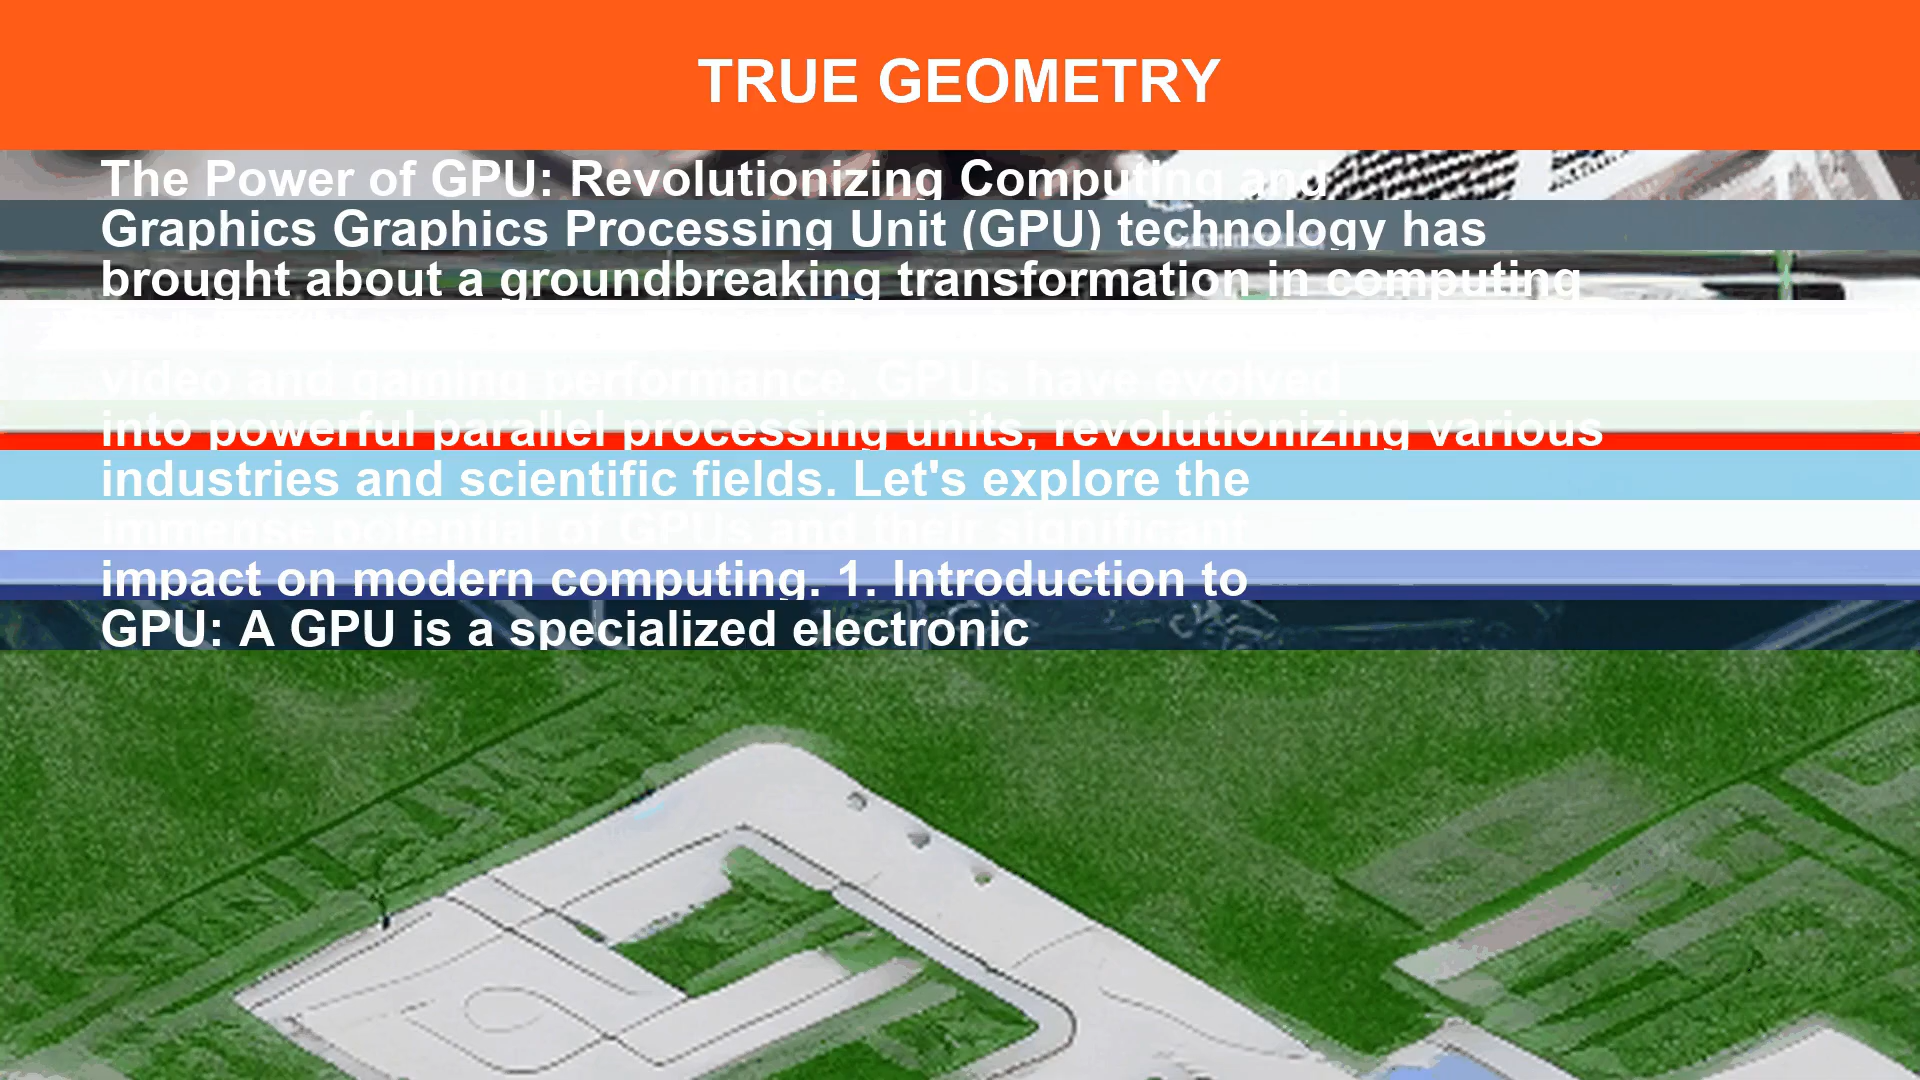 TRUE GEOMETRY
The Power of GPU: Revolutionizing Computing and
Graphics Graphics Processing Unit (GPU) technology has
brought about a groundbreaking transformation in computing
video and gaming performance, GPUs have evolved
into powerful parallel processing units, revolutionizing various
industries and scientific fields. Let's explore the
immense potential of GPUs and their significant
impact on modern computing. 1. Introduction to
GPU: A GPU is a specialized electronic